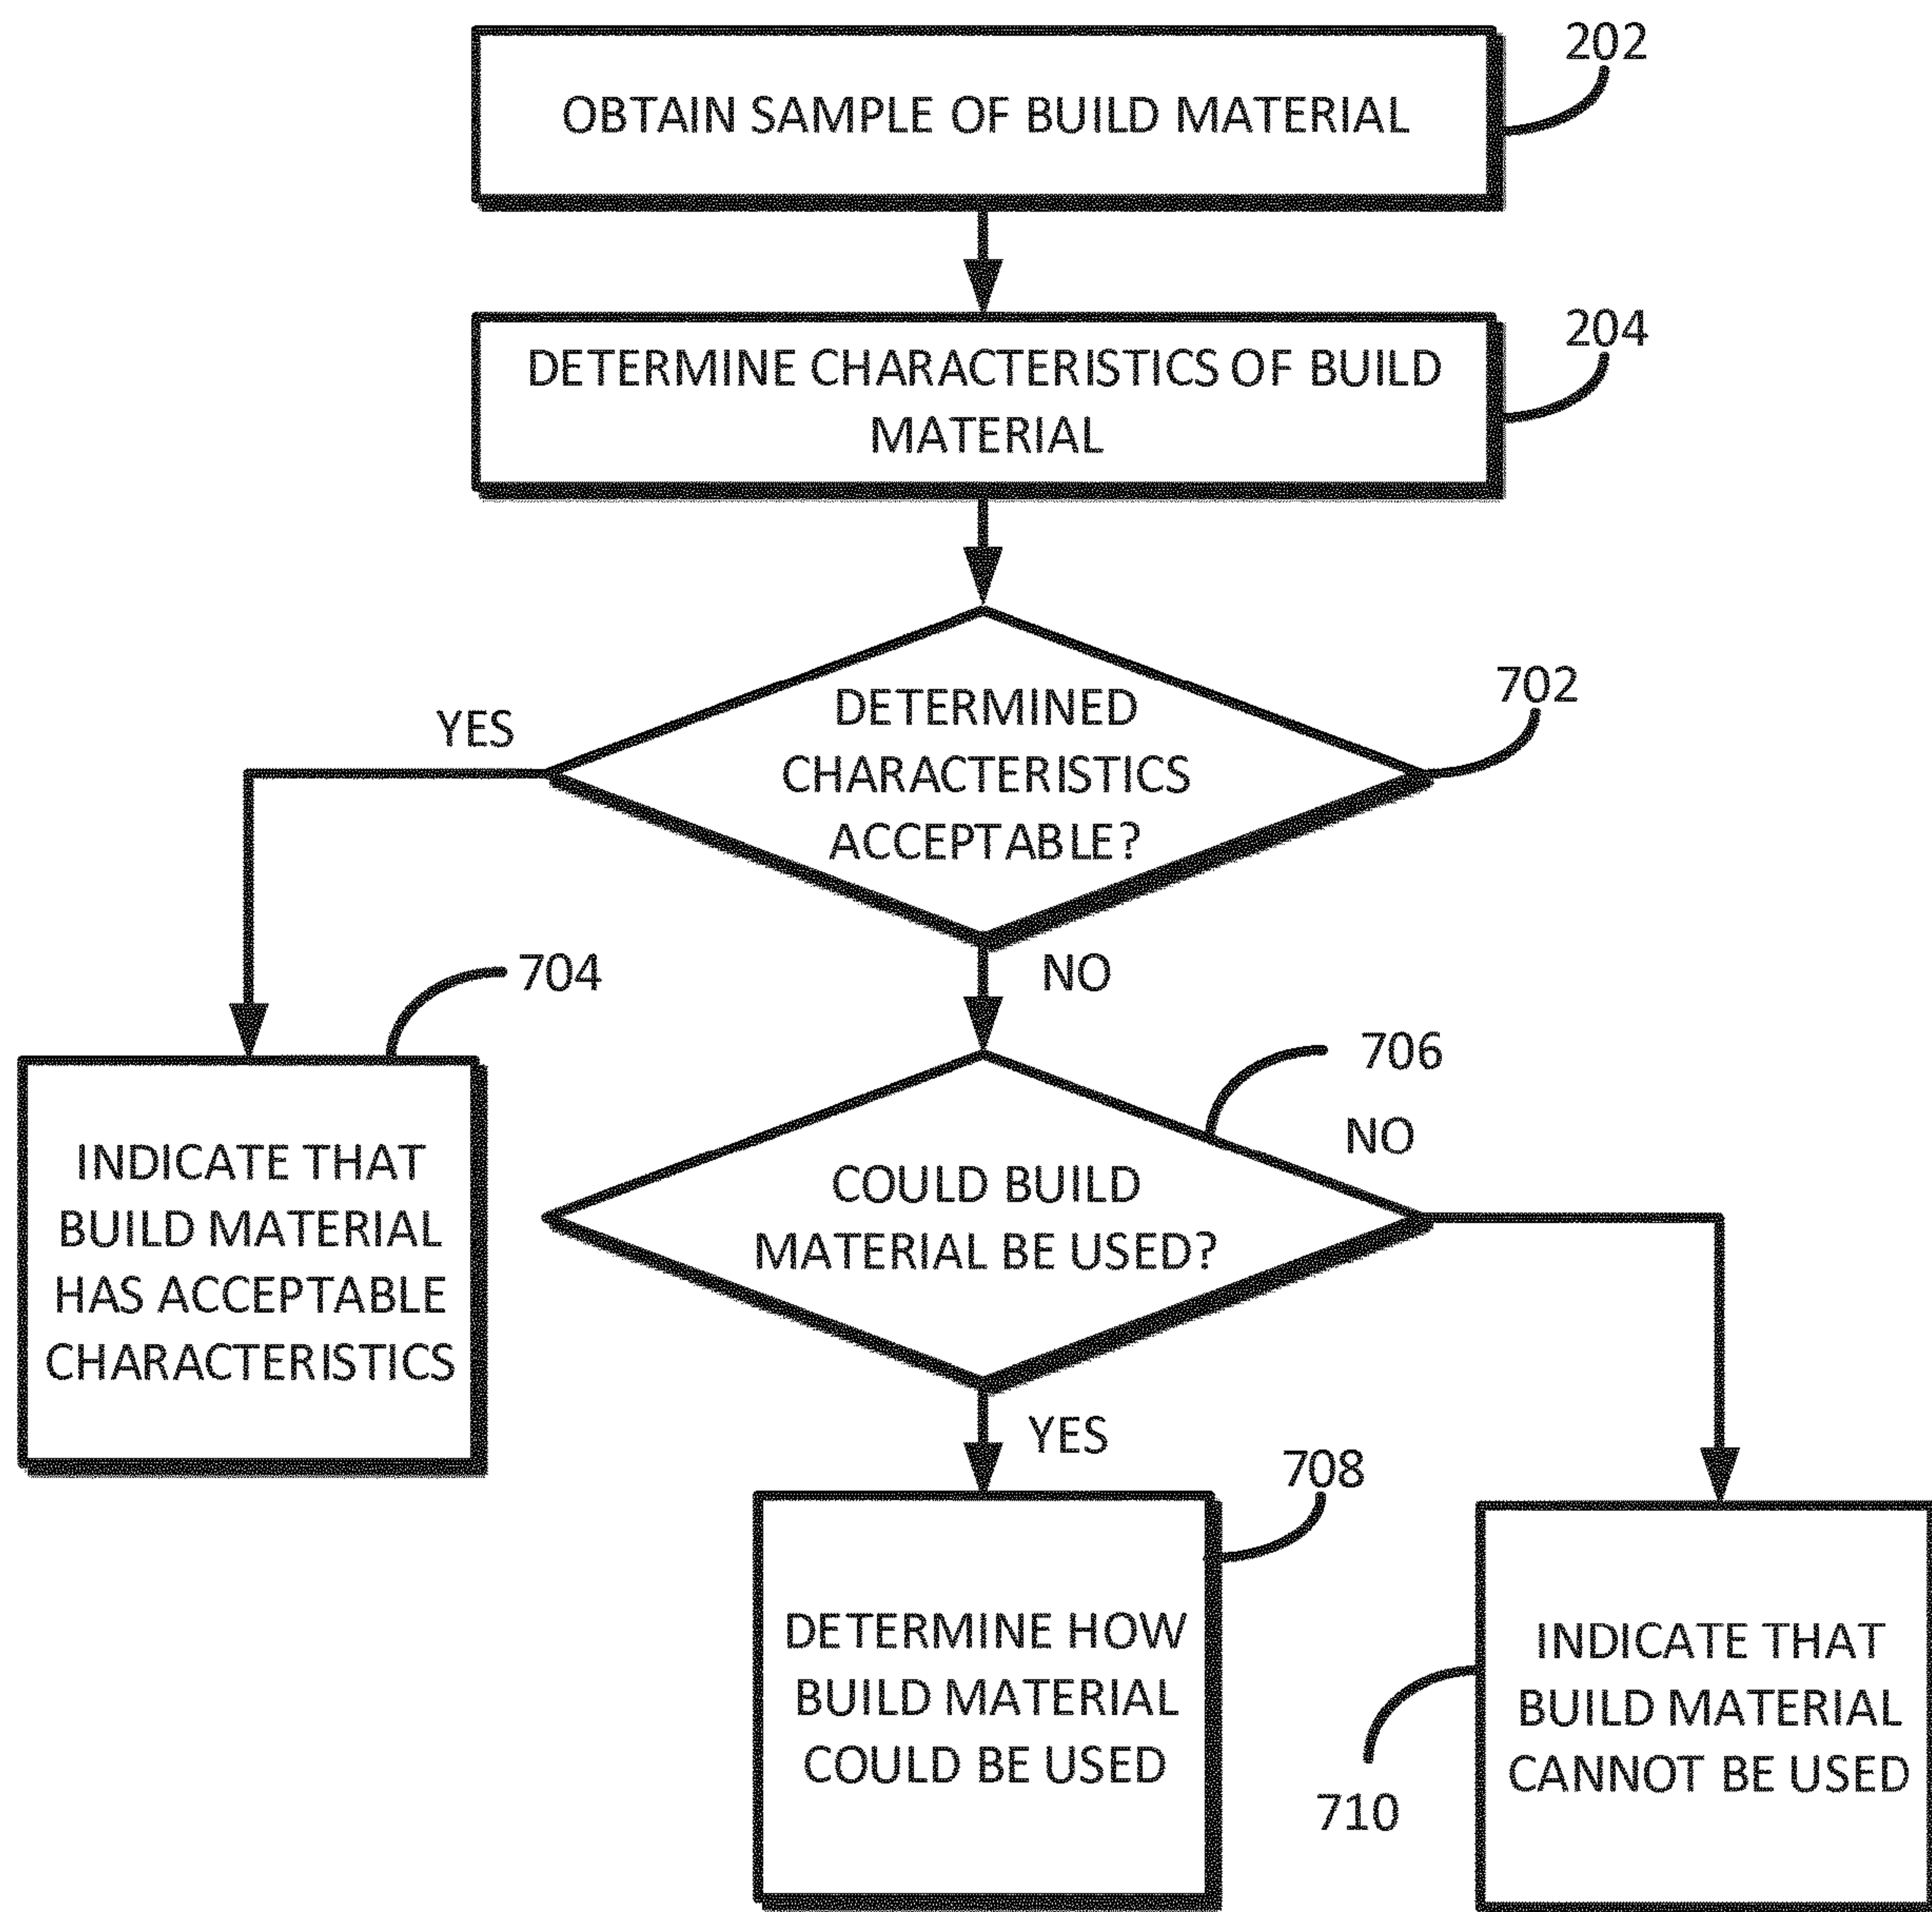 202
OBTAIN SAMPLE OF BUILD MATERIAL
204
DETERMINE CHARACTERISTICS OF BUILD
MATERIAL
702
YES
DETERMINED
CHARACTERISTICS
ACCEPTABLE?
NO
704
INDICATE THAT
BUILD MATERIAL
HAS ACCEPTABLE
CHARACTERISTICS
706
NO
COULD BUILD
MATERIAL BE USED?
YES
708
DETERMINE HOW
BUILD MATERIAL
COULD BE USED
710
INDICATE THAT
BUILD MATERIAL
CANNOT BE USED